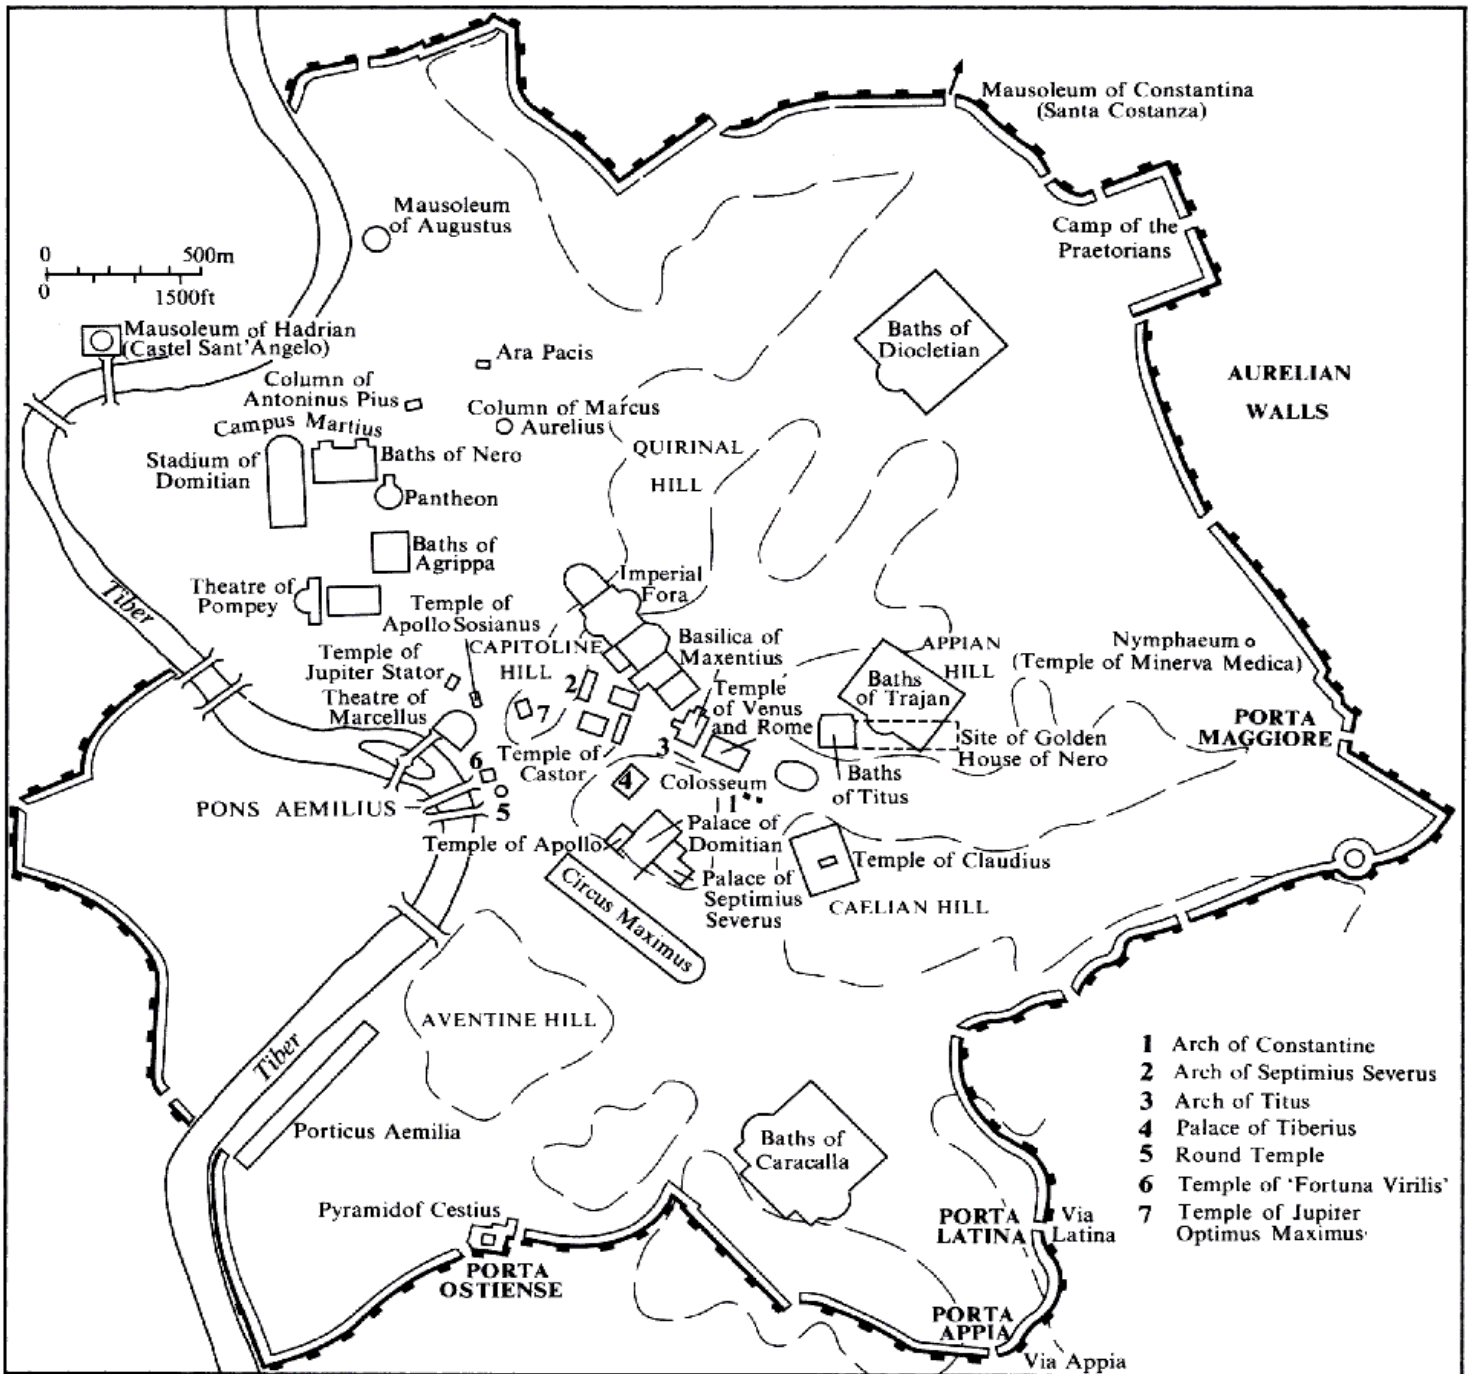 Mausoleum of Constantina
(Santa Costanza)
Mausoleum
of Augustus
Camp of the
Praetorians
0 500m
0 1500ft
Mausoleum of Hadrian
(Castel Sant'Angelo)
Ara Pacis
Baths of
Diocletian
Column of
Antoninus Pius
Column of Marcus
Aurelius
AURELIAN
WALLS
Campus Martius
Stadium of
Domitian
Baths of Nero
QUIRINAL
HILL
Pantheon
Baths of
Agrippa
Theatre of
Pompey
Tiber
Imperial
Fora
Temple of
Apollo Sosianus
CAPITOLINE
HILL
Basilica of
Maxentius
APPIAN
HILL
Nymphaeum
(Temple of Minerva Medica)
Temple of
Jupiter Stator
Theatre of
Marcellus
2
7
Temple
of Venus
and Rome
Baths
of Trajan
PORTA
MAGGIORE
Site of Golden
House of Nero
6
Temple of
Castor
3
4
Colosseum
Baths
of Titus
PONS AEMILIUS
5
1
Temple of Apollo
Palace of
Domitian
Temple of Claudius
Circus Maximus
Palace of
Septimius
Severus
CAELIAN HILL
AVENTINE HILL
Tiber
Porticus Aemilia
Baths of
Caracalla
1 Arch of Constantine
2 Arch of Septimius Severus
3 Arch of Titus
4 Palace of Tiberius
5 Round Temple
6 Temple of 'Fortuna Virilis'
7 Temple of Jupiter
Optimus Maximus
Pyramidof Cestius
PORTA
OSTIENSE
PORTA
LATINA
Via
Latina
PORTA
APPIA
Via Appia